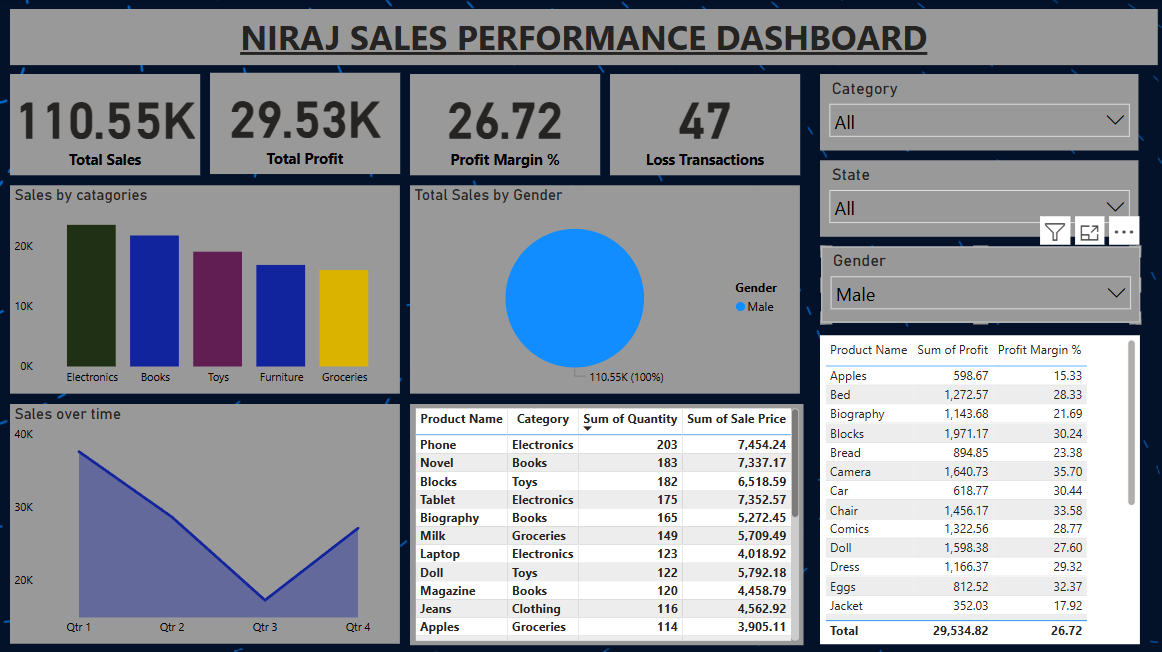 NIRAJ SALES PERFORMANCE DASHBOARD
110.55K
Total Sales
29.53K
Total Profit
26.72
Profit Margin %
47
Loss Transactions
Category
All
State
All
Gender
Male
Sales by catagories
20K
10K
0K
Electronics Books Toys Furniture Groceries
Total Sales by Gender
Gender
Male
110.55K (100%)
Sales over time
40K
30K
20K
Qtr 1 Qtr 2 Qtr 3 Qtr 4
Product Name Category Sum of Quantity Sum of Sale Price
Phone Electronics 203 7,454.24
Novel Books 183 7,337.17
Blocks Toys 182 6,518.59
Tablet Electronics 175 7,352.57
Biography Books 165 5,272.45
Milk Groceries 149 5,709.49
Laptop Electronics 123 4,018.92
Doll Toys 122 5,792.18
Magazine Books 120 4,458.79
Jeans Clothing 116 4,562.92
Apples Groceries 114 3,905.11
Product Name Sum of Profit Profit Margin %
Apples 598.67 15.33
Bed 1,272.57 28.33
Biography 1,143.68 21.69
Blocks 1,971.17 30.24
Bread 894.85 23.38
Camera 1,640.73 35.70
Car 618.77 30.44
Chair 1,456.17 33.58
Comics 1,322.56 28.77
Doll 1,598.38 27.60
Dress 1,166.37 29.32
Eggs 812.52 32.37
Jacket 352.03 17.92
Total 29,534.82 26.72